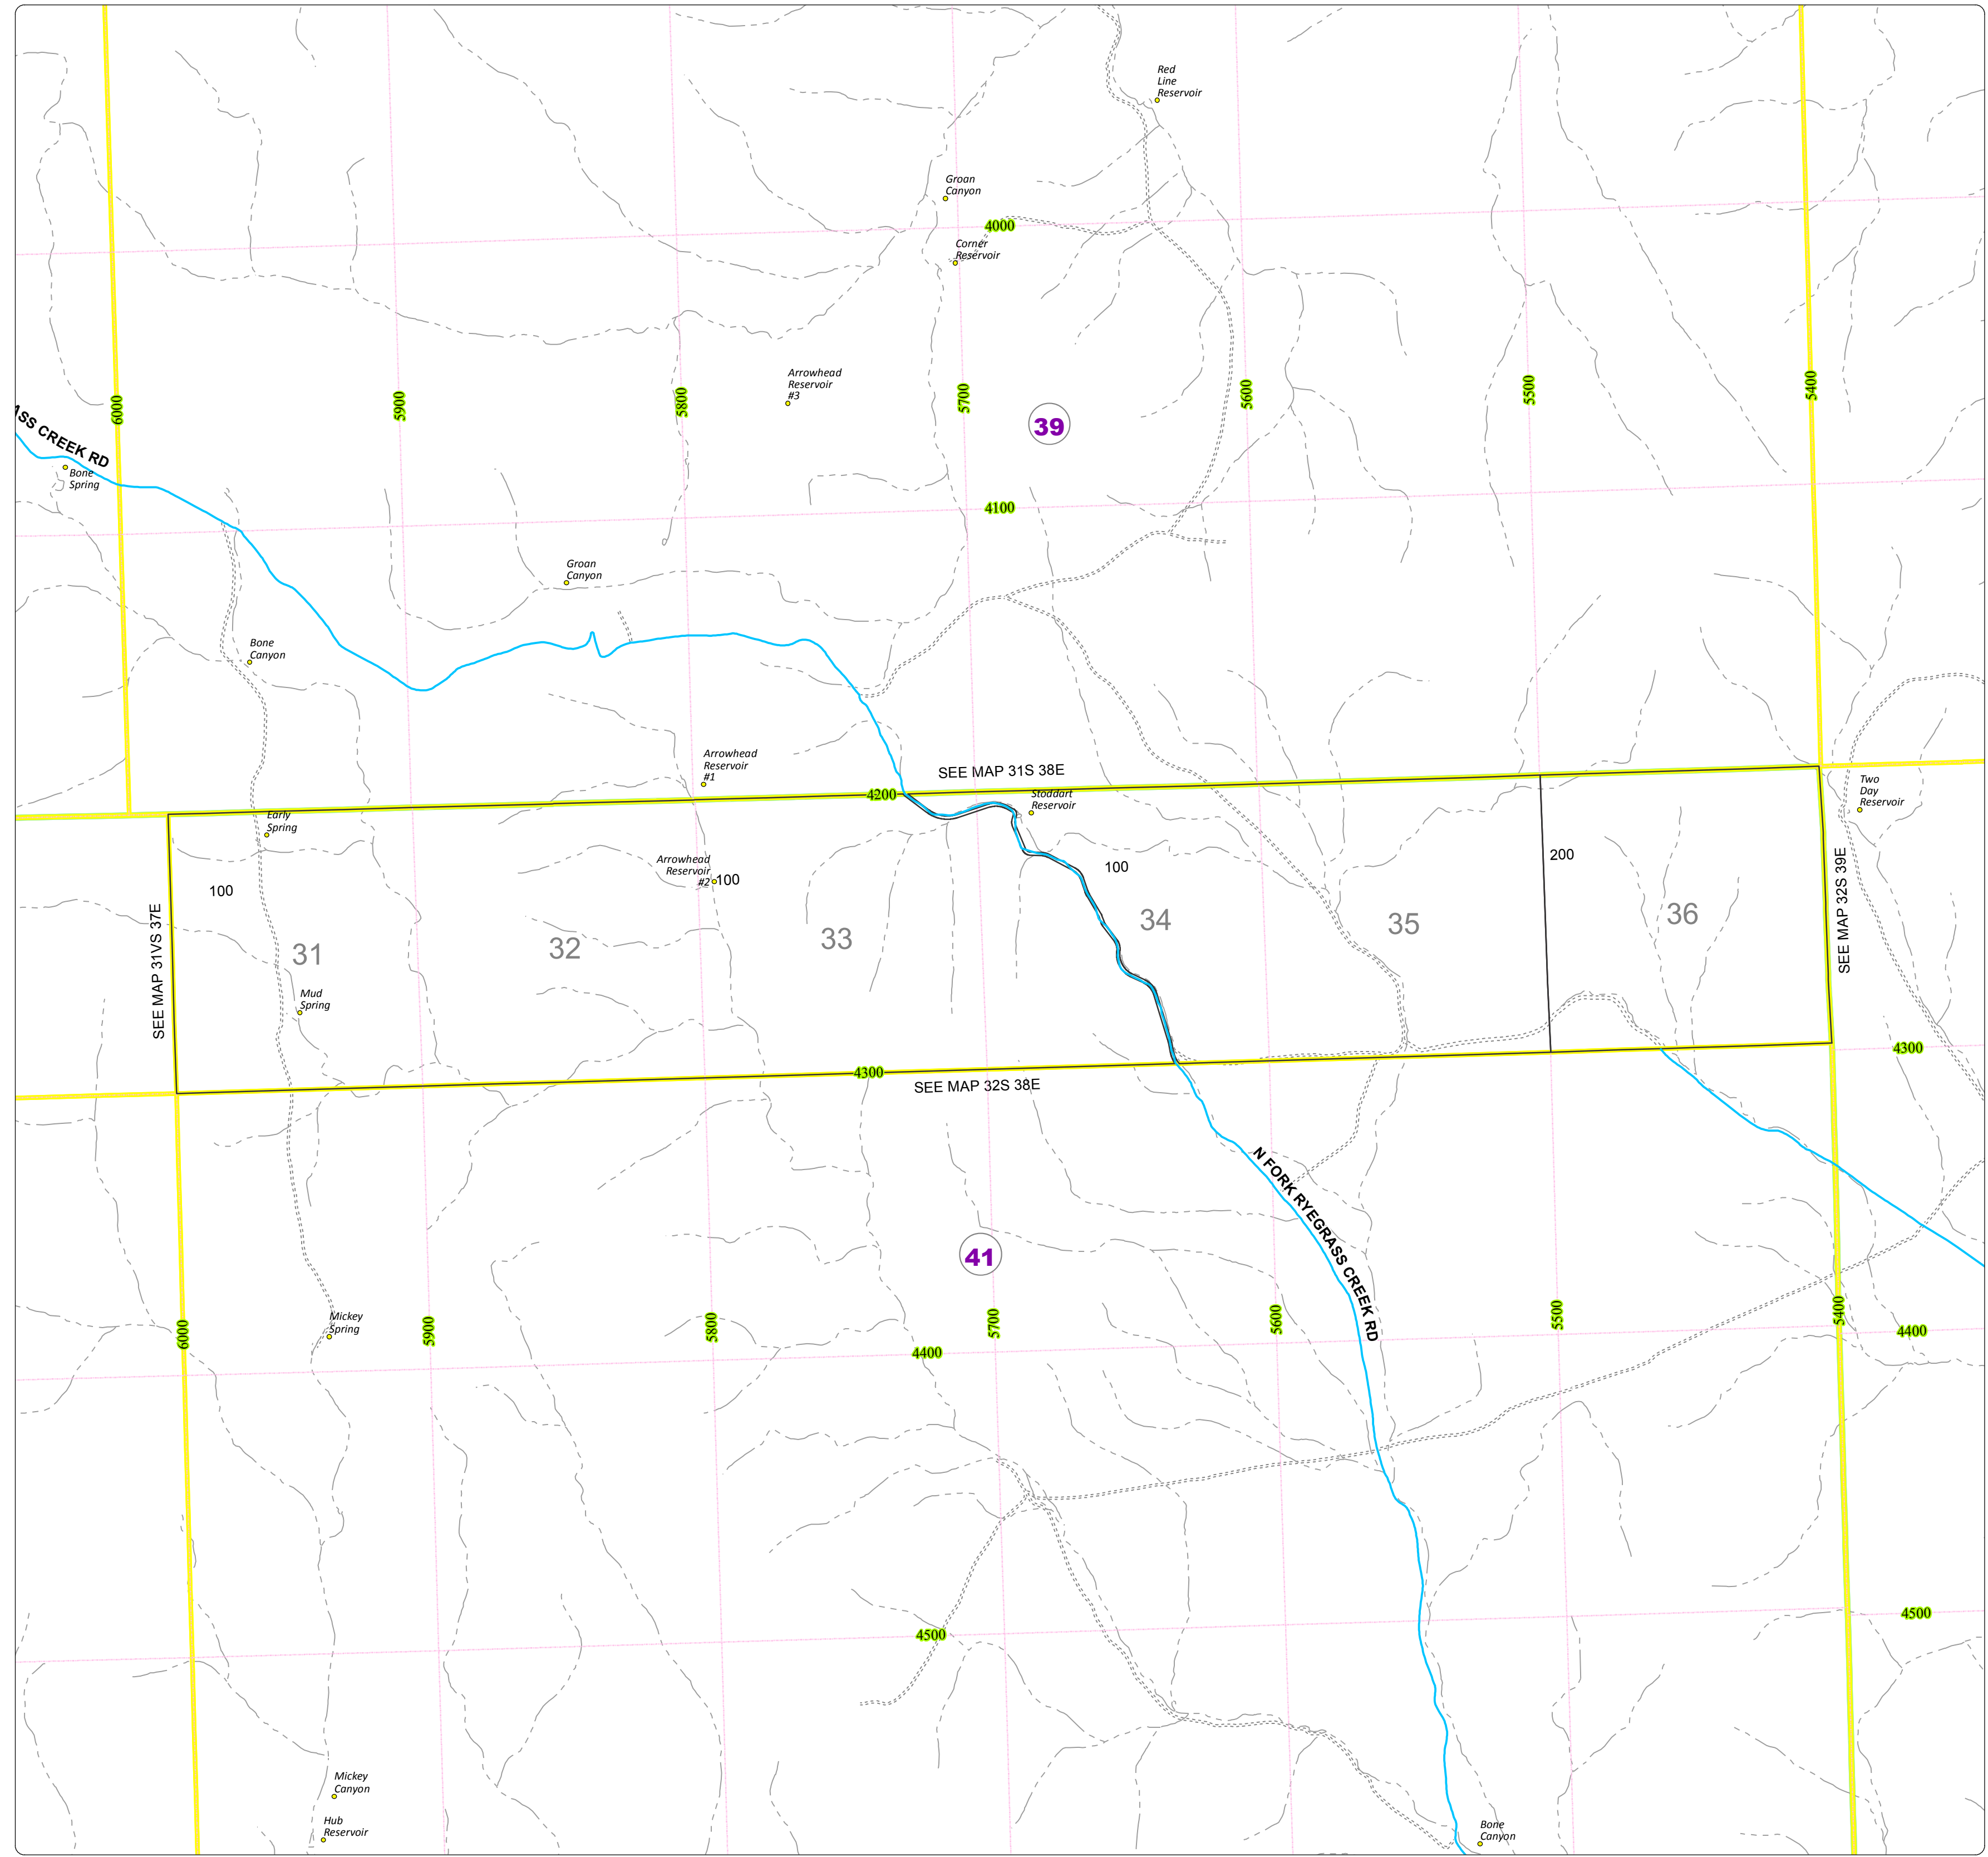 Red
Line
Reservoir
Groan
Canyon
4000
Corner
Reservoir
Arrowhead
Reservoir
#3
6000
5900
5800
5700
5600
5500
5400
39
ASS CREEK RD
Bone
Spring
4100
Groan
Canyon
Bone
Canyon
Arrowhead
Reservoir
#1
SEE MAP 31S 38E
4200
Stoddart
Reservoir
Two
Day
Reservoir
Early
Spring
Arrowhead
Reservoir
#2
100
100
100
200
SEE MAP 31VS 37E
31
32
33
34
35
36
SEE MAP 32S 39E
Mud
Spring
4300
SEE MAP 32S 38E
4300
N FORK RYEGRASS CREEK RD
41
Mickey
Spring
6000
5900
5800
5700
5600
5500
5400
4400
4400
4500
4500
Mickey
Canyon
Hub
Reservoir
Bone
Canyon